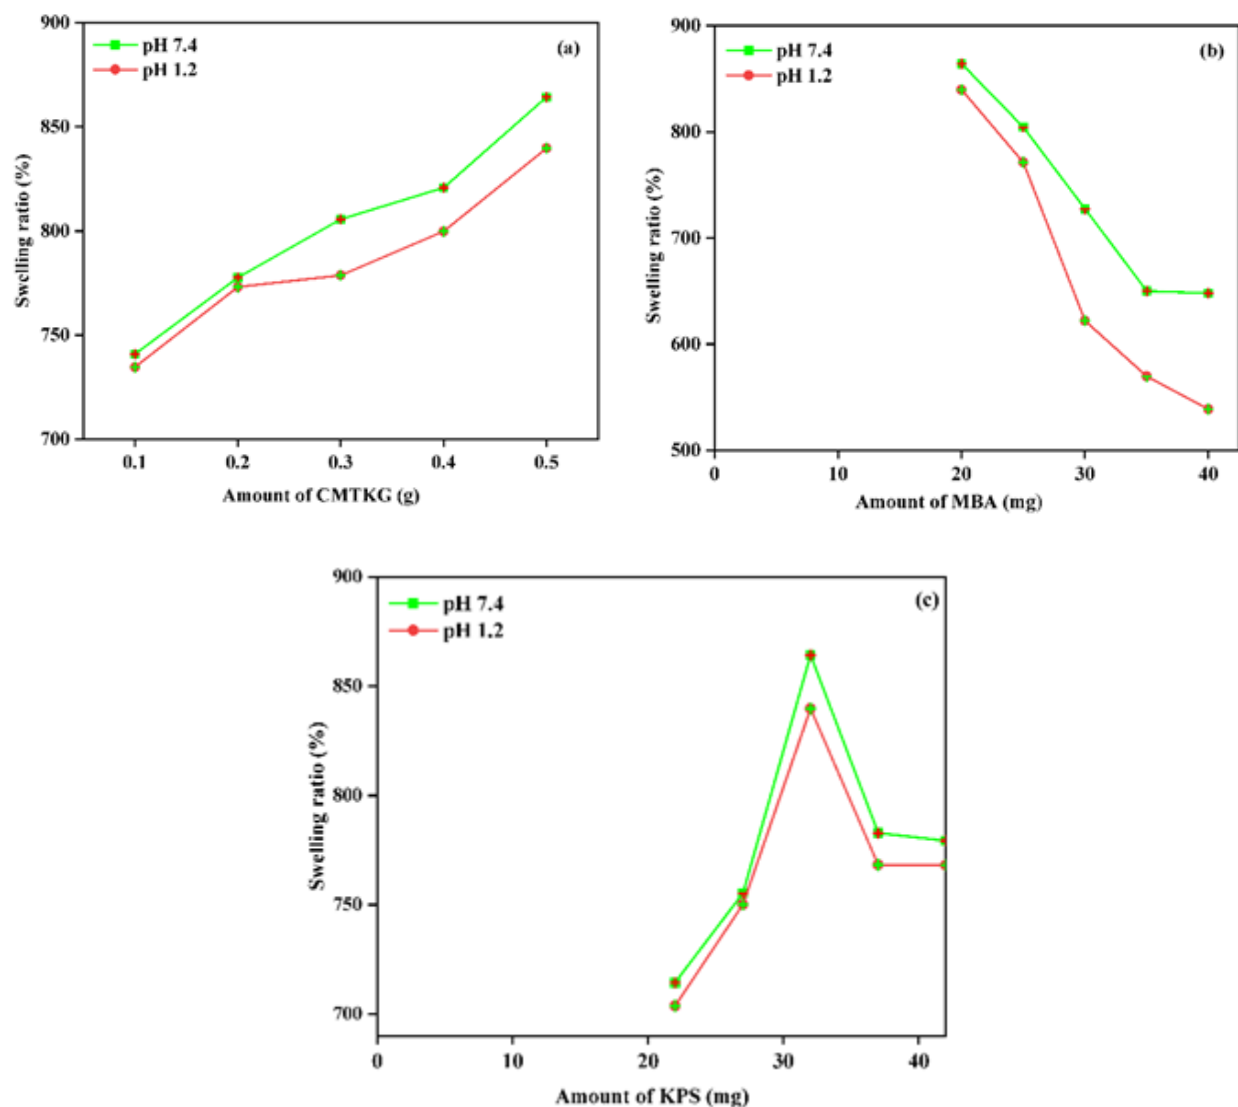 900
pH 7.4
(a)
pH 1.2
850
Swelling ratio (%)
800
750
700
0.1 0.2 0.3 0.4 0.5
Amount of CMTKG (g)
900
pH 7.4
(b)
pH 1.2
800
Swelling ratio (%)
700
600
500
0 10 20 30 40
Amount of MBA (mg)
900
pH 7.4
(c)
pH 1.2
850
Swelling ratio (%)
800
750
700
0 10 20 30 40
Amount of KPS (mg)